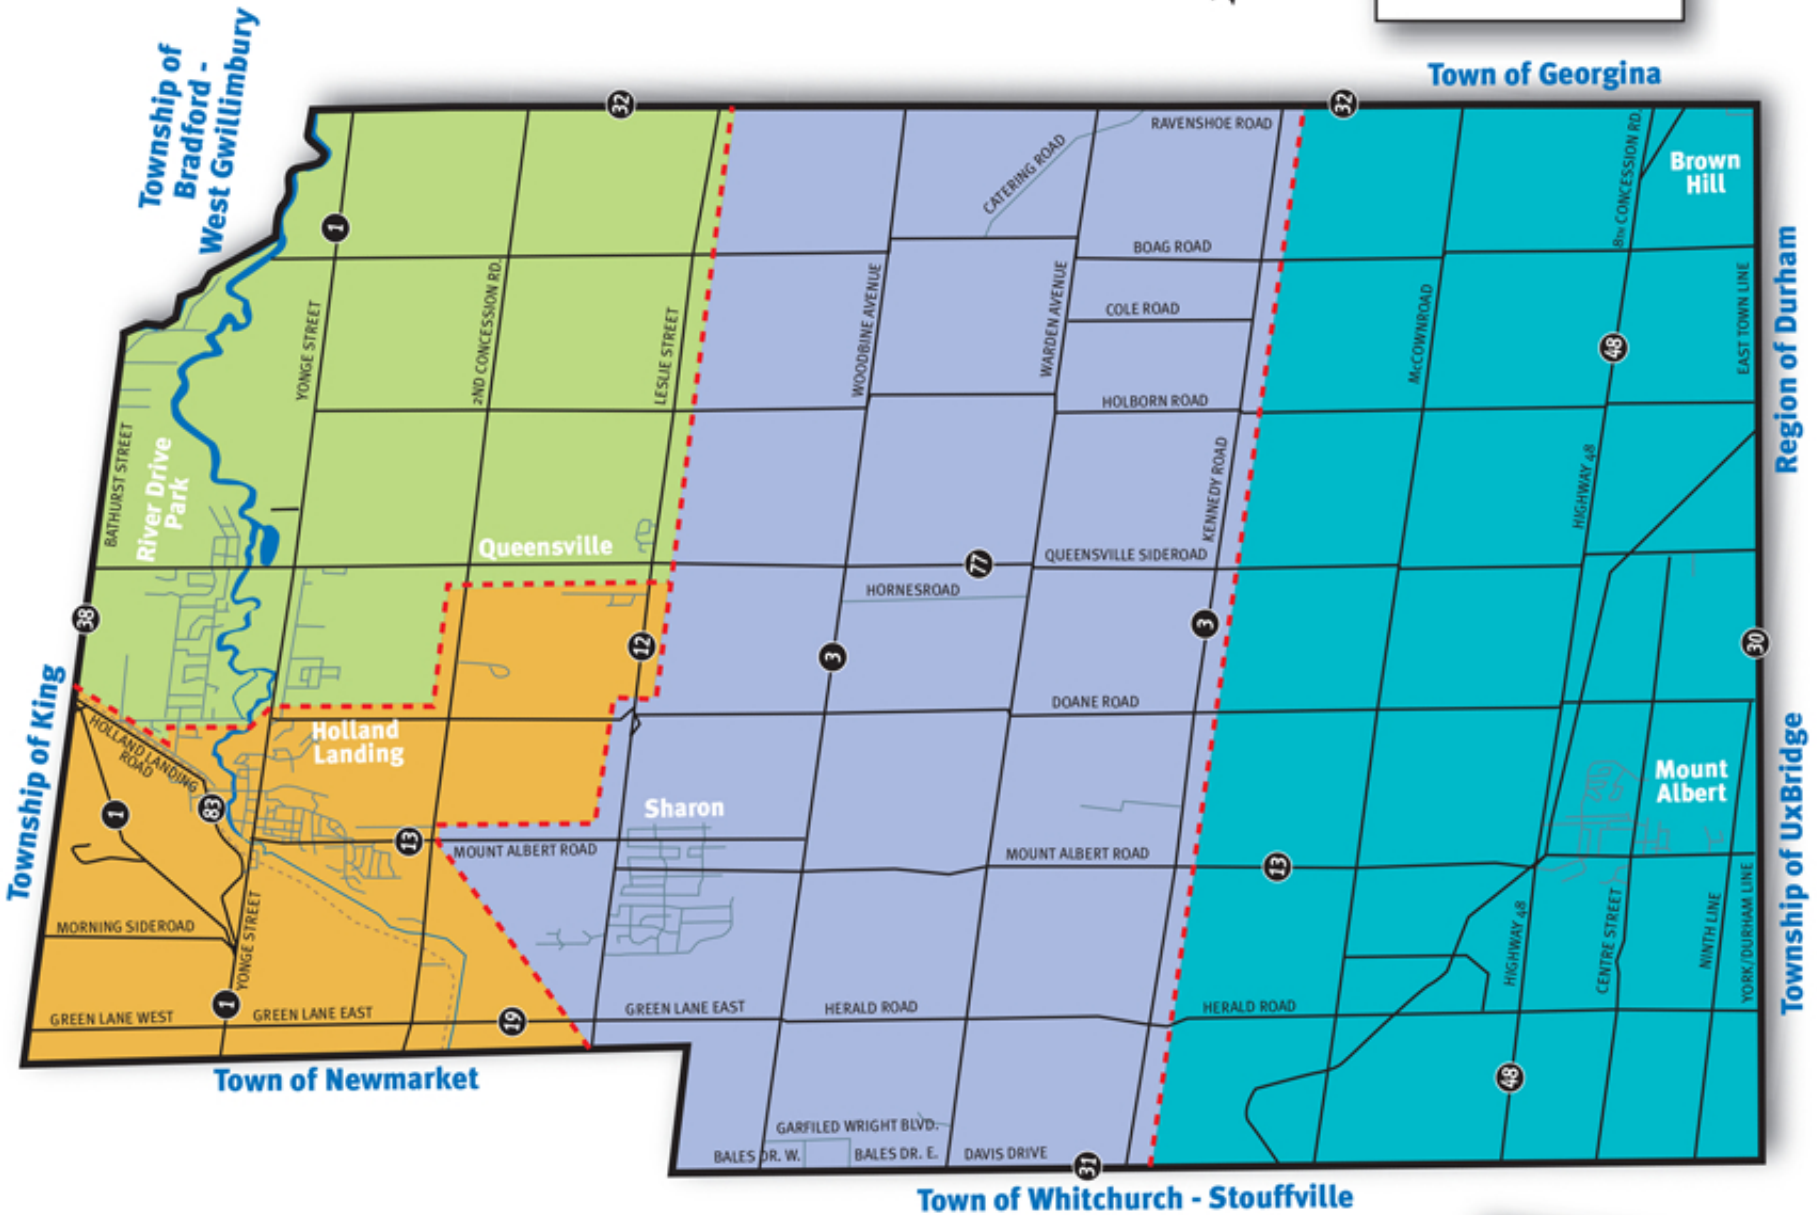 Town of Georgina
Township of
Bradford -
West Gwillimbury
32
32
RAVENSHOE ROAD
CATERING ROAD
8TH CONCESSION RD.
Brown
Hill
1
BOAG ROAD
YONGE STREET
2ND CONCESSION RD.
LESLIE STREET
WOODBINE AVENUE
WARDEN AVENUE
COLE ROAD
McCOWNROAD
48
EAST TOWN LINE
Region of Durham
HOLBORN ROAD
BATHURST STREET
River Drive
Park
KENNEDY ROAD
HIGHWAY 48
Queensville
77
QUEENSVILLE SIDEROAD
HORNESROAD
38
12
3
3
30
Township of King
HOLLAND LANDING
ROAD
Holland
Landing
DOANE ROAD
Mount
Albert
Township of UxBridge
1
83
Sharon
13
MOUNT ALBERT ROAD
MOUNT ALBERT ROAD
13
MORNING SIDEROAD
YONGE STREET
HIGHWAY 48
CENTRE STREET
NINTH LINE
YORK/DURHAM LINE
1
GREEN LANE WEST
GREEN LANE EAST
19
GREEN LANE EAST
HERALD ROAD
HERALD ROAD
Town of Newmarket
48
GARFILED WRIGHT BLVD.
BALES DR. W.
BALES DR. E.
DAVIS DRIVE
31
Town of Whitchurch - Stouffville